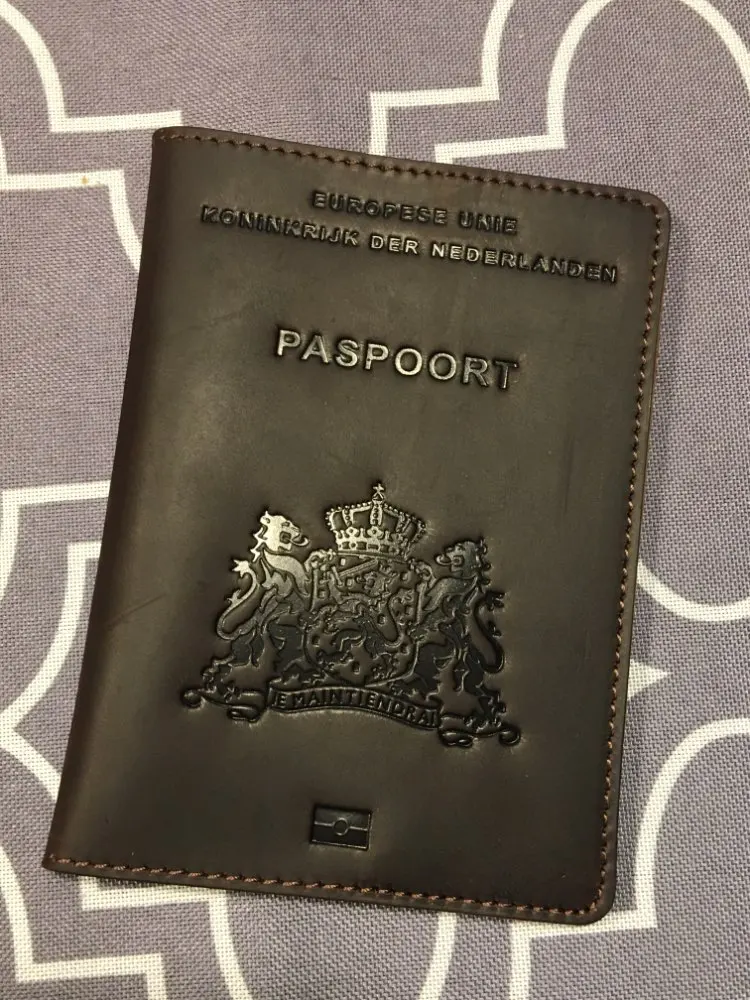 EUROPESE UNIE
KONINKRIJK DER NEDERLANDEN
PASPOORT
JE MAINTIENDRAI